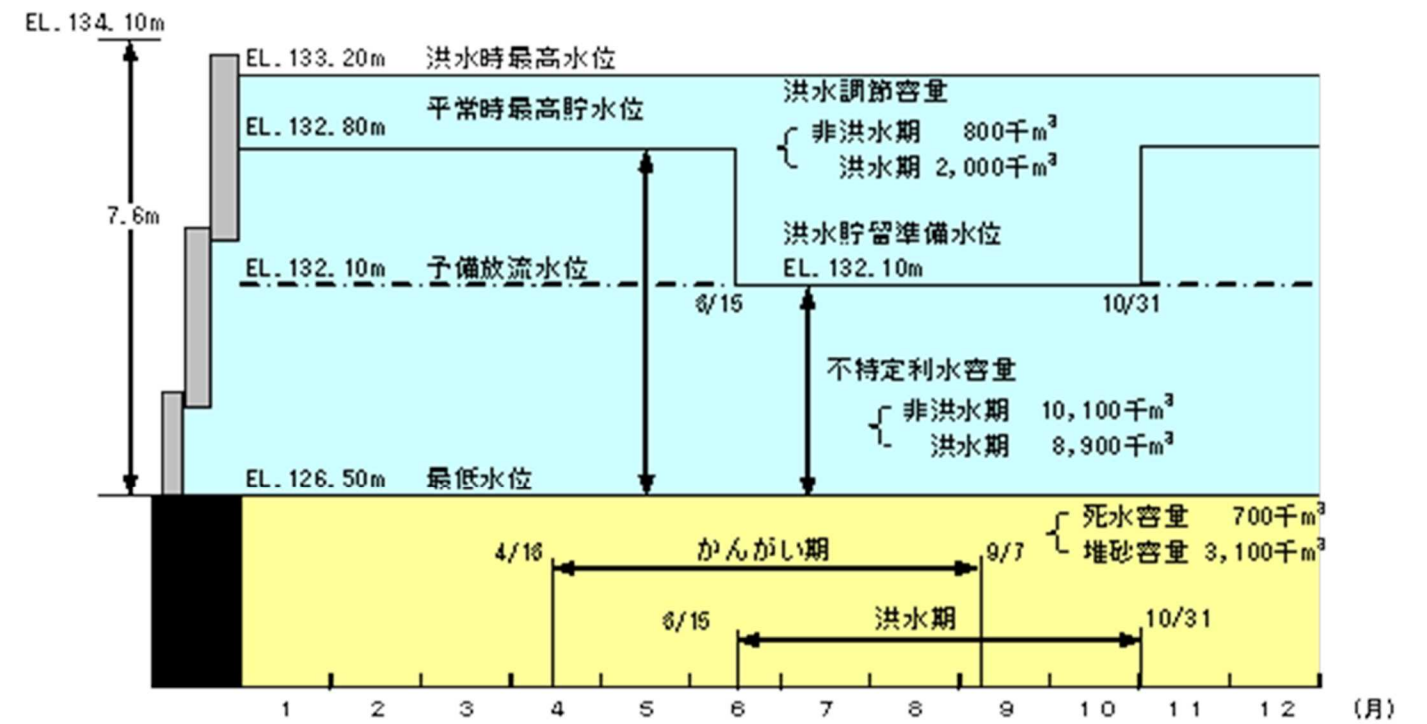 EL.134.10m
EL.133.20m 洪水時最高水位
平常時最高貯水位
EL.132.80m
洪水調節容量
非洪水期 800千m³
洪水期 2,000千m³
7.6m
洪水貯留準備水位
EL.132.10m 予備放流水位
EL.132.10m
6/15
10/31
不特定利水容量
非洪水期 10,100千m³
洪水期 8,900千m³
EL.126.50m 最低水位
死水容量 700千m³
堆砂容量 3,100千m³
4/16 かんがい期 9/7
6/15 洪水期 10/31
1 2 3 4 5 6 7 8 9 10 11 12 (月)